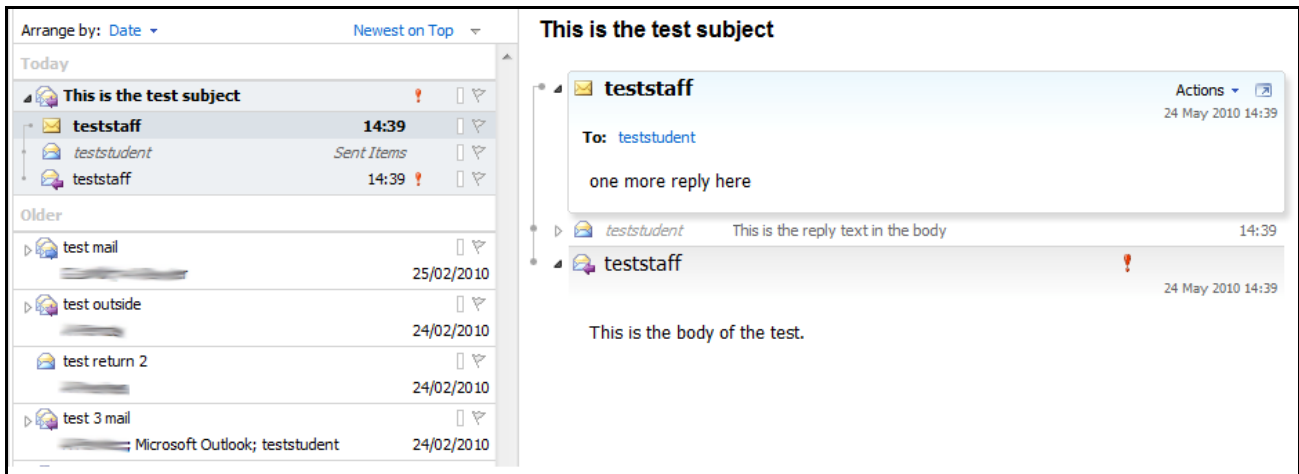 Arrange by: Date
Newest on Top
Today
This is the test subject
teststaff 14:39
teststudent Sent Items
teststaff 14:39
Older
test mail
25/02/2010
test outside
24/02/2010
test return 2
24/02/2010
test 3 mail
; Microsoft Outlook; teststudent 24/02/2010
This is the test subject
teststaff Actions
24 May 2010 14:39
To: teststudent
one more reply here
teststudent This is the reply text in the body 14:39
teststaff
24 May 2010 14:39
This is the body of the test.